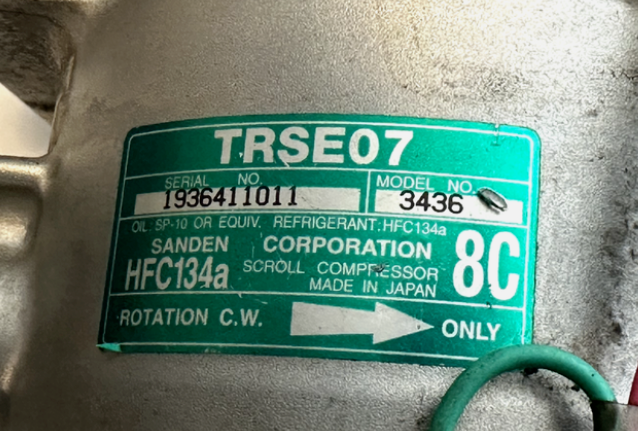 TRSE07
SERIAL NO. MODEL NO.
1936411011 3436
OIL SP-10 OR EQUIV. REFRIGERANT:HFC134a
SANDEN CORPORATION 8C
HFC134a SCROLL COMPRESSOR
MADE IN JAPAN
ROTATION C.W. ONLY